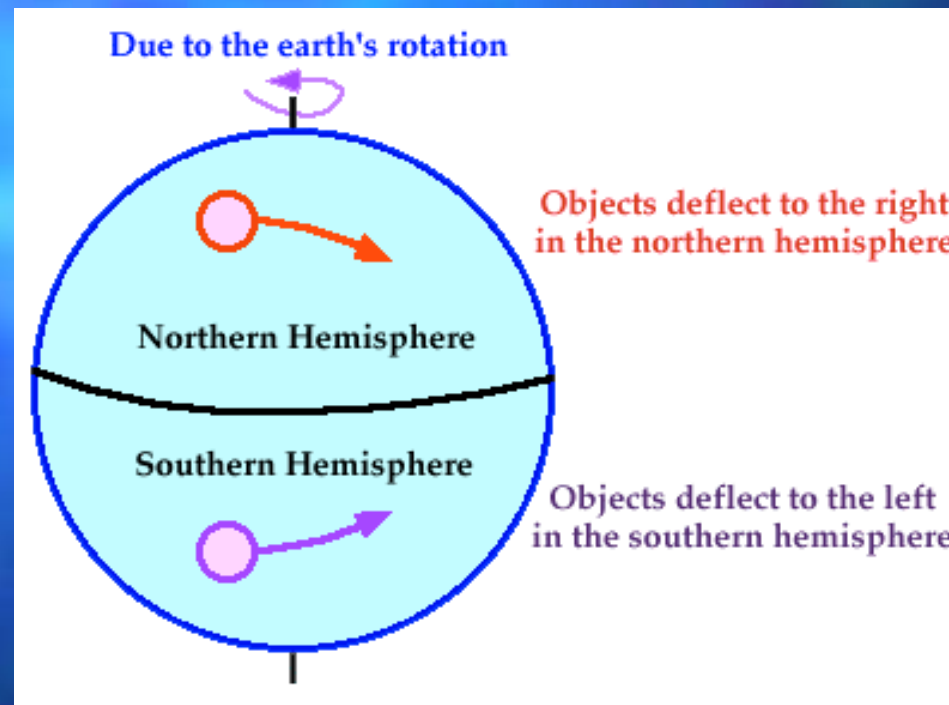 Due to the earth's rotation
Objects deflect to the right
in the northern hemisphere
Northern Hemisphere
Southern Hemisphere
Objects deflect to the left
in the southern hemisphere